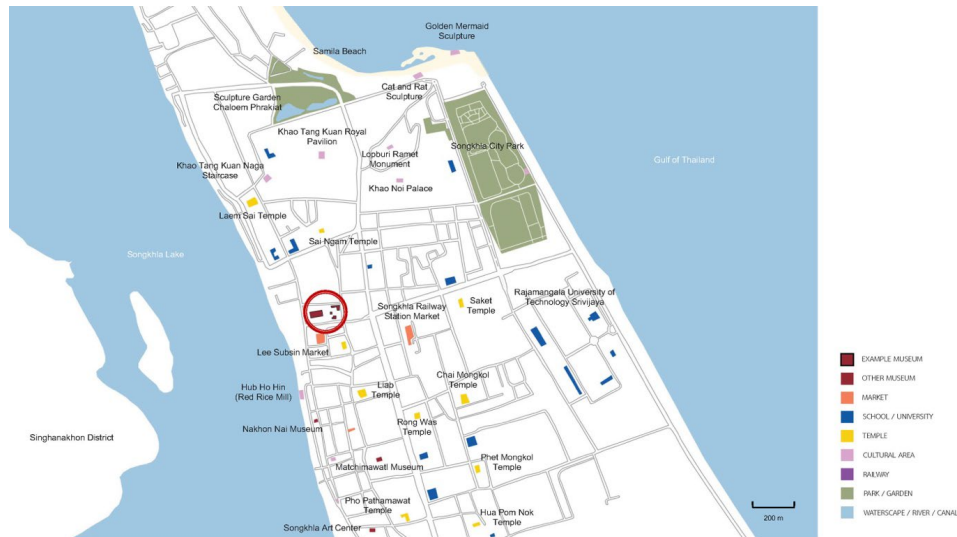 Golden Mermaid
Sculpture
Samila Beach
Cat and Rat
Sculpture
Sculpture Garden
Chaloem Phrakiat
Khao Tang Kuan Royal
Pavilion
Lopburi Ramet
Monument
Songkhla City Park
Gulf of Thailand
Khao Tang Kuan Naga
Staircase
Khao Noi Palace
Laem Sai Temple
Sai Ngam Temple
Songkhla Lake
Rajamangala University of
Technology Srivijaya
Saket
Temple
Songkhla Railway
Station Market
Lee Subsin Market
Chai Mongkol
Temple
Hub Ho Hin
(Red Rice Mill)
Liab
Temple
Nakhon Nai Museum
Rong Was
Temple
Singhanakhon District
Matchimawati Museum
Phet Mongkol
Temple
Pho Pathamawat
Temple
Hua Pom Nok
Temple
Songkhla Art Center
200 m
EXAMPLE MUSEUM
OTHER MUSEUM
MARKET
SCHOOL / UNIVERSITY
TEMPLE
CULTURAL AREA
RAILWAY
PARK / GARDEN
WATERSCAPE / RIVER / CANAL